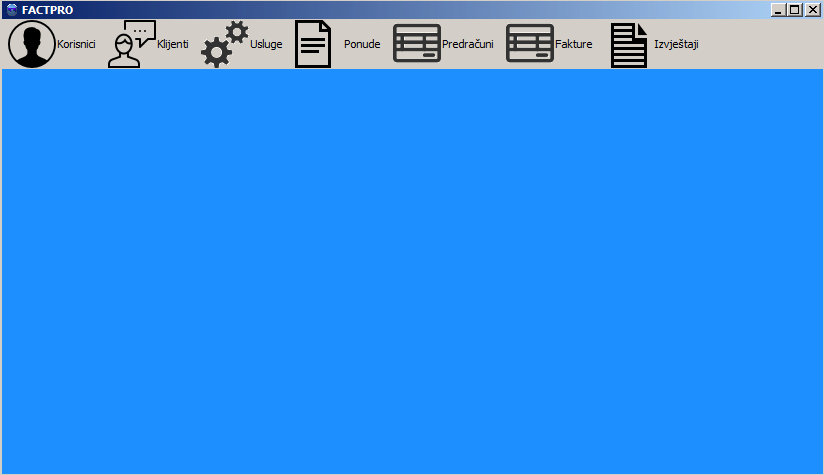 FACTPRO
Korisnici Klijenti Usluge Ponude Predračuni Fakture Izvještaji